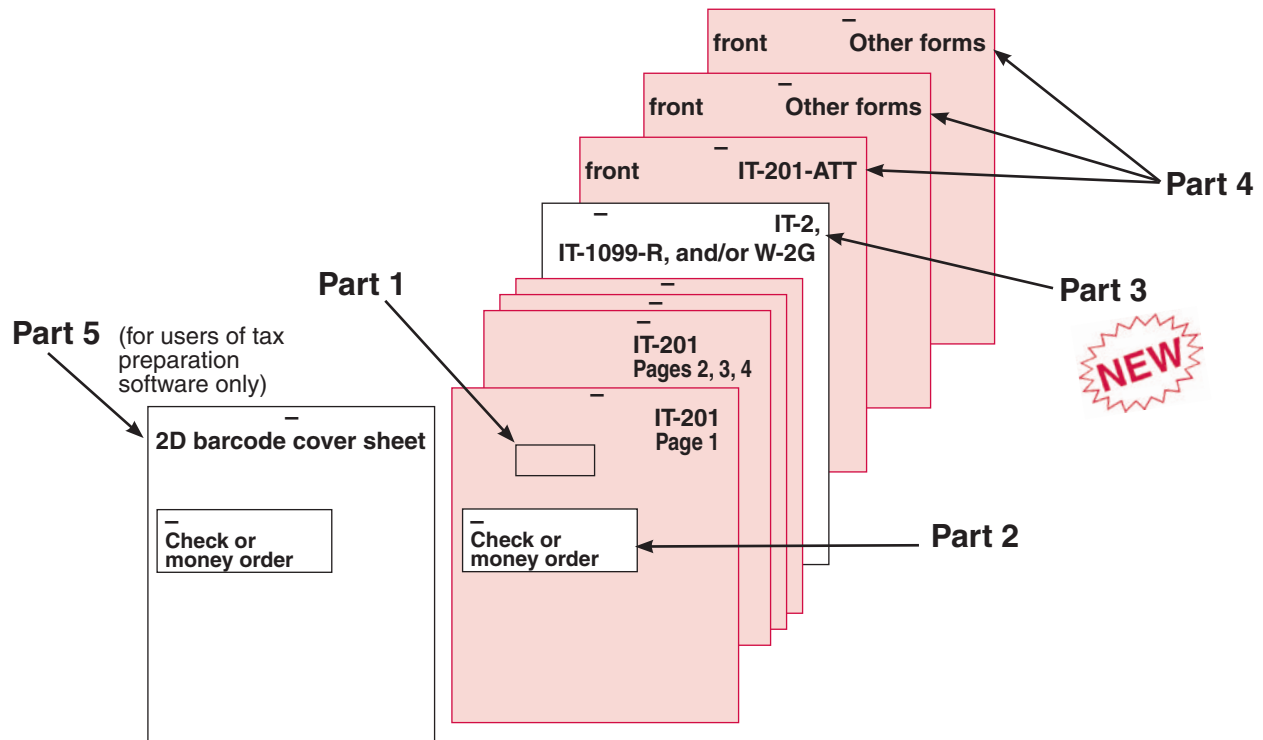 front Other forms
front Other forms
front IT-201-ATT
Part 4
IT-2,
IT-1099-R, and/or W-2G
Part 3
NEW
Part 1
Part 5 (for users of tax
preparation
software only)
IT-201
Pages 2, 3, 4
IT-201
Page 1
2D barcode cover sheet
Check or
money order
Check or
money order
Part 2